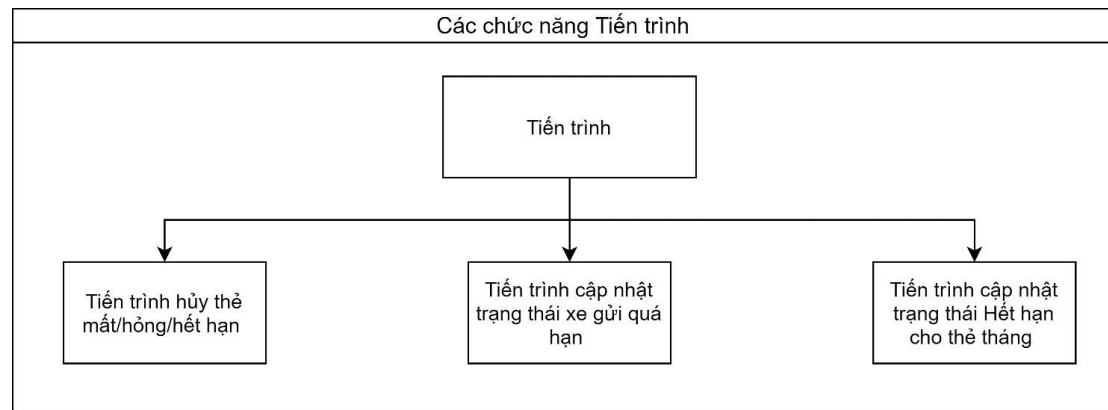 Các chức năng Tiến trình
Tiến trình
Tiến trình hủy thẻ
mất/hỏng/hết hạn
Tiến trình cập nhật
trạng thái xe gửi quá
hạn
Tiến trình cập nhật
trạng thái Hết hạn
cho thẻ tháng